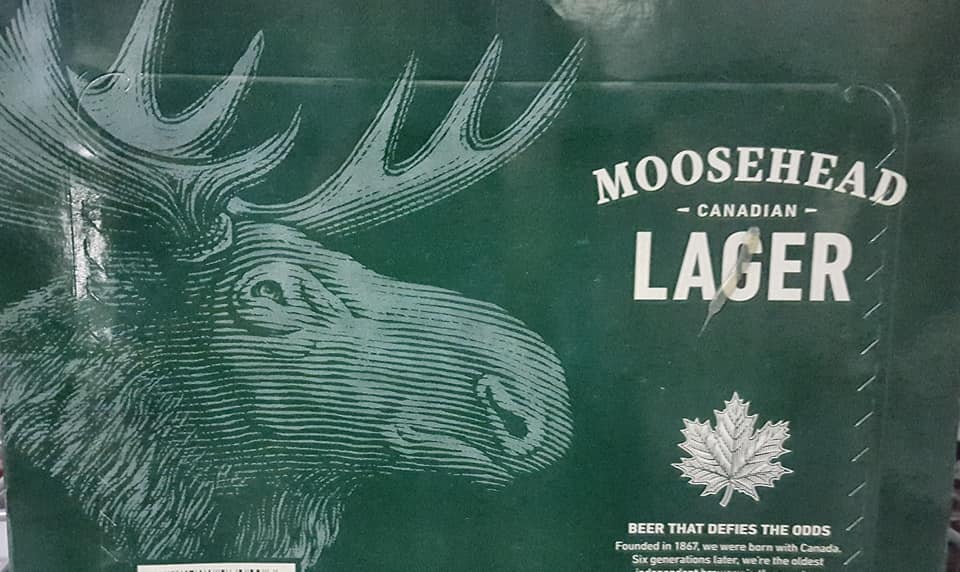 MOOSEHEAD
- CANADIAN -
LAGER
BEER THAT DEFIES THE ODDS
Founded in 1867, we were born with Canada.
Six generations later, we're the oldest
independent